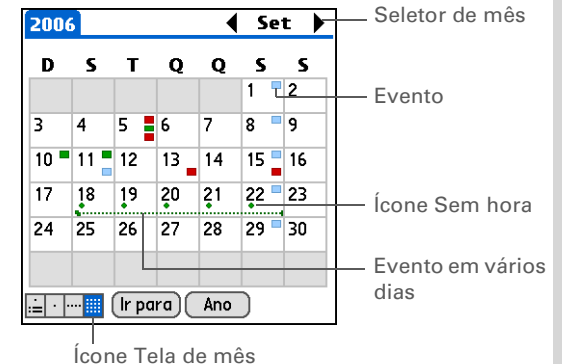 2006 Set Seletor de mês
D S T Q Q S S
1 2
Evento
3 4 5 6 7 8 9
10 11 12 13 14 15 16
17 18 19 20 21 22 23
Ícone Sem hora
24 25 26 27 28 29 30
Evento em vários
dias
Ir para Ano
Ícone Tela de mês